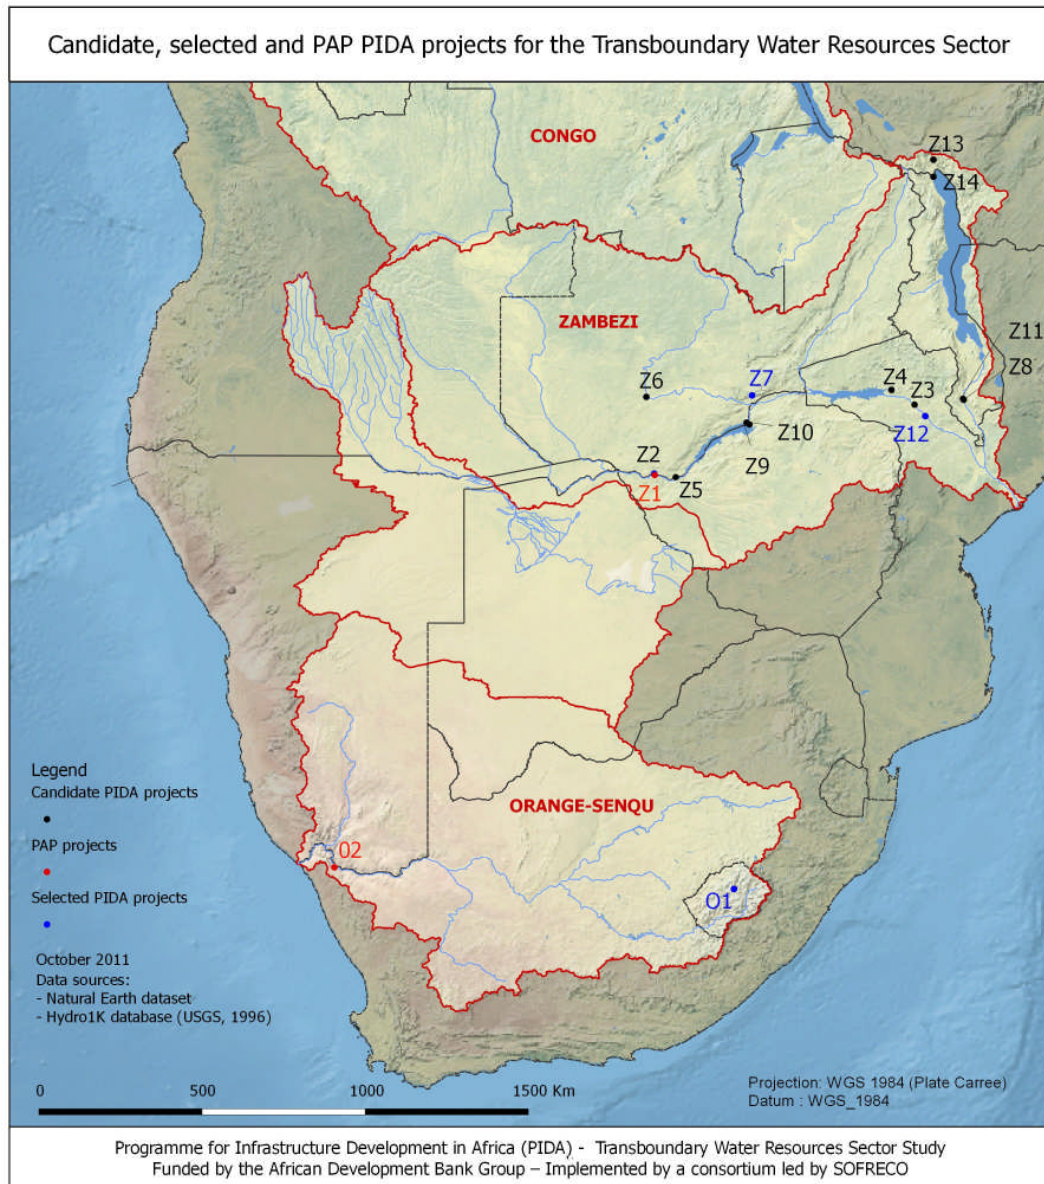 Candidate, selected and PAP PIDA projects for the Transboundary Water Resources Sector
CONGO
Z13
Z14
ZAMBEZI
Z11
Z8
Z6
Z7
Z4
Z3
Z12
Z10
Z9
Z2
Z1
Z5
ORANGE-SENQU
02
O1
Legend
Candidate PIDA projects
PAP projects
Selected PIDA projects
October 2011
Data sources:
- Natural Earth dataset
- Hydro1K database (USGS, 1996)
0 500 1000 1500 Km
Projection: WGS 1984 (Plate Carree)
Datum : WGS_1984
Programme for Infrastructure Development in Africa (PIDA) - Transboundary Water Resources Sector Study
Funded by the African Development Bank Group – Implemented by a consortium led by SOFRECO